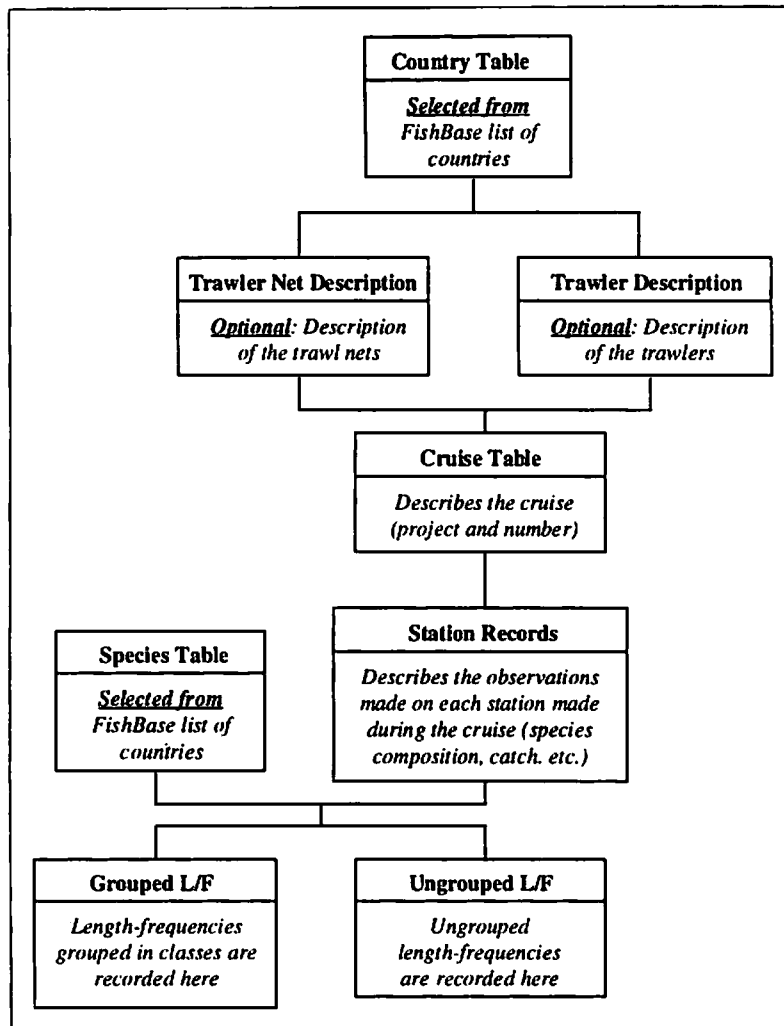 Country Table
Selected from
FishBase list of
countries
Trawler Net Description
Optional: Description
of the trawl nets
Trawler Description
Optional: Description of
the trawlers
Cruise Table
Describes the cruise
(project and number)
Station Records
Describes the observations
made on each station made
during the cruise (species
composition, catch. etc.)
Species Table
Selected from
FishBase list of
countries
Grouped L/F
Length-frequencies
grouped in classes are
recorded here
Ungrouped L/F
Ungrouped
length-frequencies
are recorded here